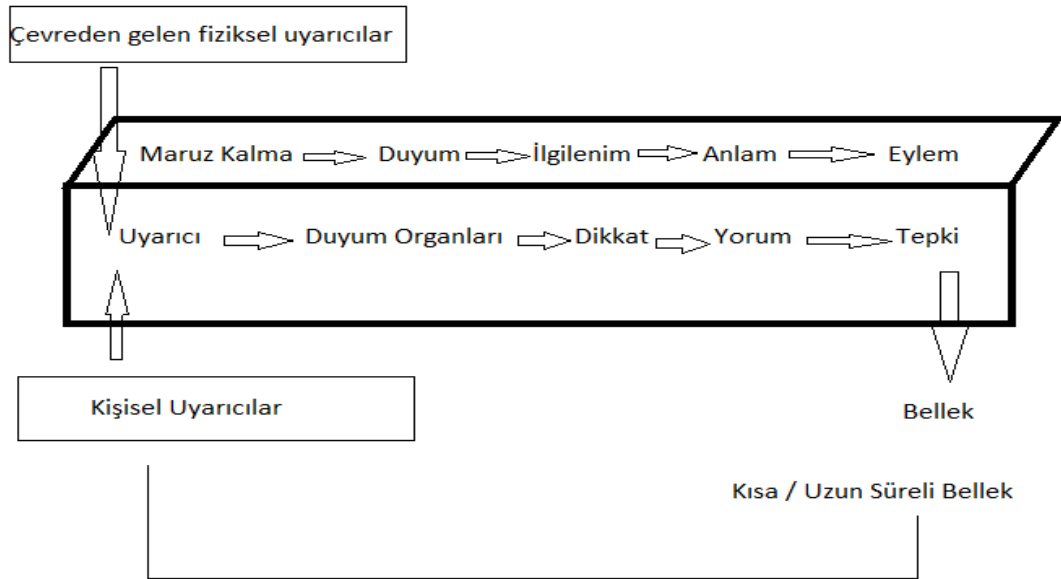 Çevreden gelen fiziksel uyarıcılar
Maruz Kalma Duyum İlgilenim Anlam Eylem
Uyarıcı Duyum Organları Dikkat Yorum Tepki
Kişisel Uyarıcılar
Bellek
Kısa / Uzun Süreli Bellek